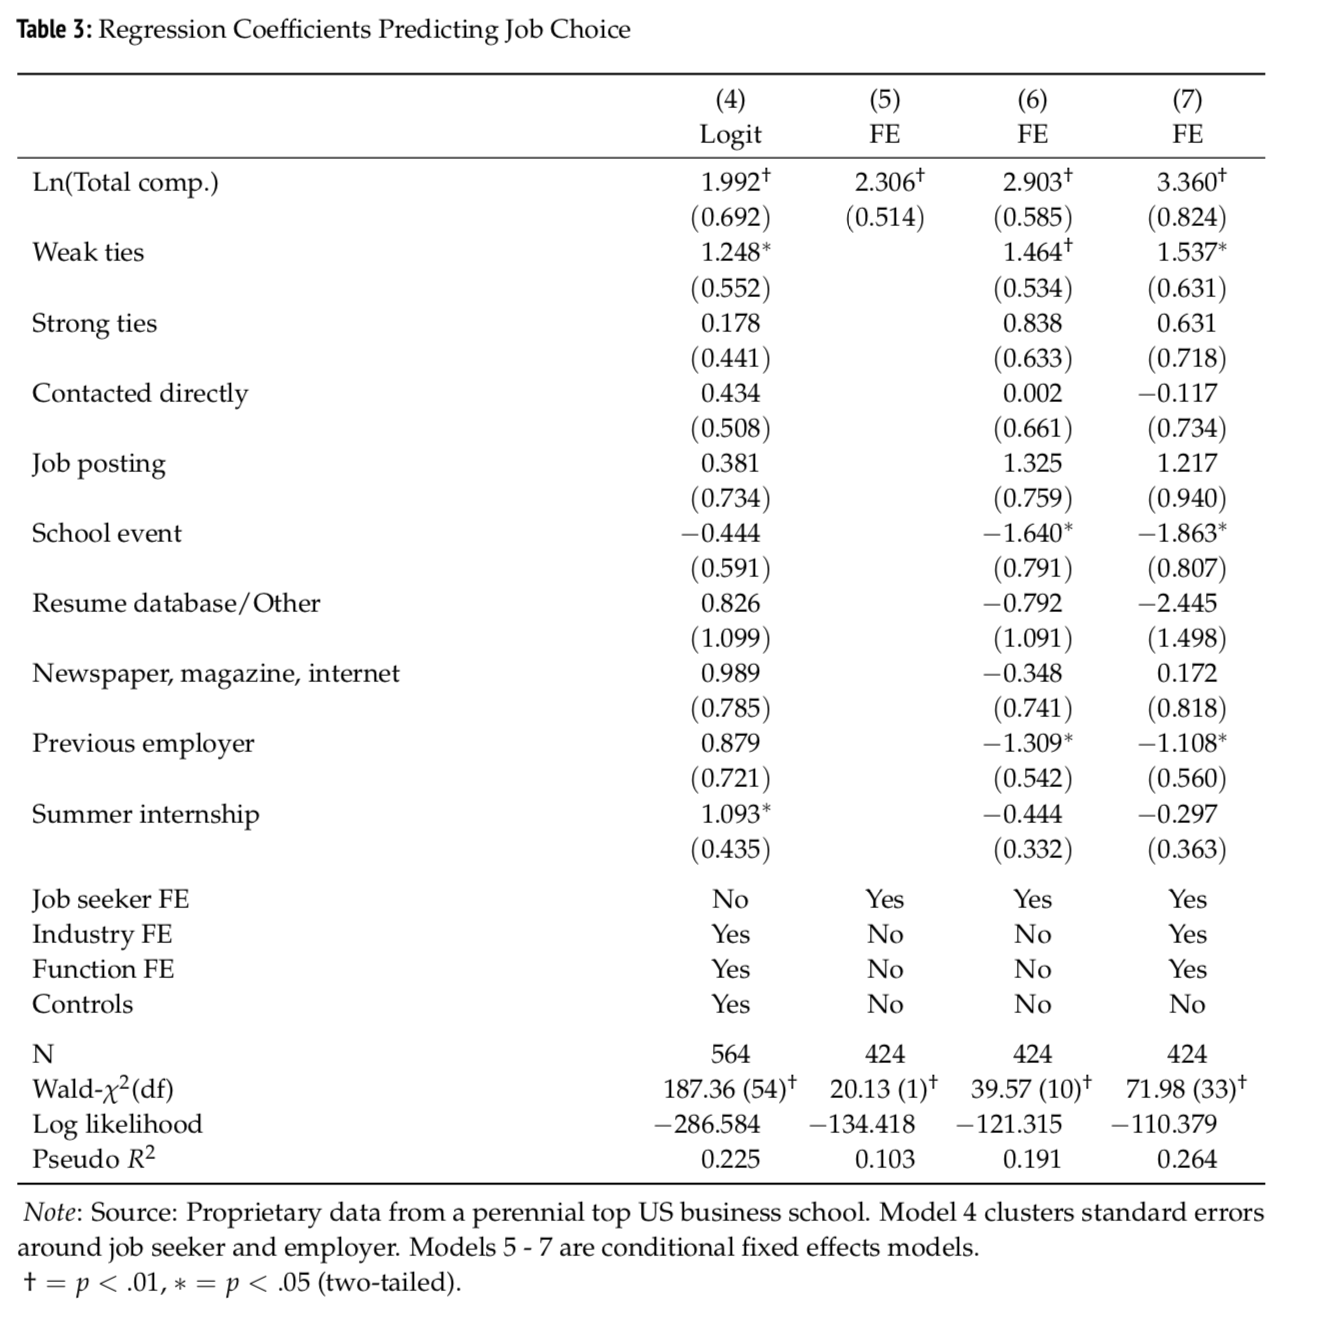 Table 3: Regression Coefficients Predicting Job Choice
(4) (5) (6) (7)
Logit FE FE FE
Ln(Total comp.) 1.992† 2.306† 2.903† 3.360†
(0.692) (0.514) (0.585) (0.824)
Weak ties 1.248* 1.464† 1.537*
(0.552) (0.534) (0.631)
Strong ties 0.178 0.838 0.631
(0.441) (0.633) (0.718)
Contacted directly 0.434 0.002 −0.117
(0.508) (0.661) (0.734)
Job posting 0.381 1.325 1.217
(0.734) (0.759) (0.940)
School event −0.444 −1.640* −1.863*
(0.591) (0.791) (0.807)
Resume database/Other 0.826 −0.792 −2.445
(1.099) (1.091) (1.498)
Newspaper, magazine, internet 0.989 −0.348 0.172
(0.785) (0.741) (0.818)
Previous employer 0.879 −1.309* −1.108*
(0.721) (0.542) (0.560)
Summer internship 1.093* −0.444 −0.297
(0.435) (0.332) (0.363)
Job seeker FE No Yes Yes Yes
Industry FE Yes No No Yes
Function FE Yes No No Yes
Controls Yes No No No
N 564 424 424 424
Wald-χ²(df) 187.36 (54)† 20.13 (1)† 39.57 (10)† 71.98 (33)†
Log likelihood −286.584 −134.418 −121.315 −110.379
Pseudo R² 0.225 0.103 0.191 0.264
Note: Source: Proprietary data from a perennial top US business school. Model 4 clusters standard errors
around job seeker and employer. Models 5 - 7 are conditional fixed effects models.
† = p < .01, * = p < .05 (two-tailed).